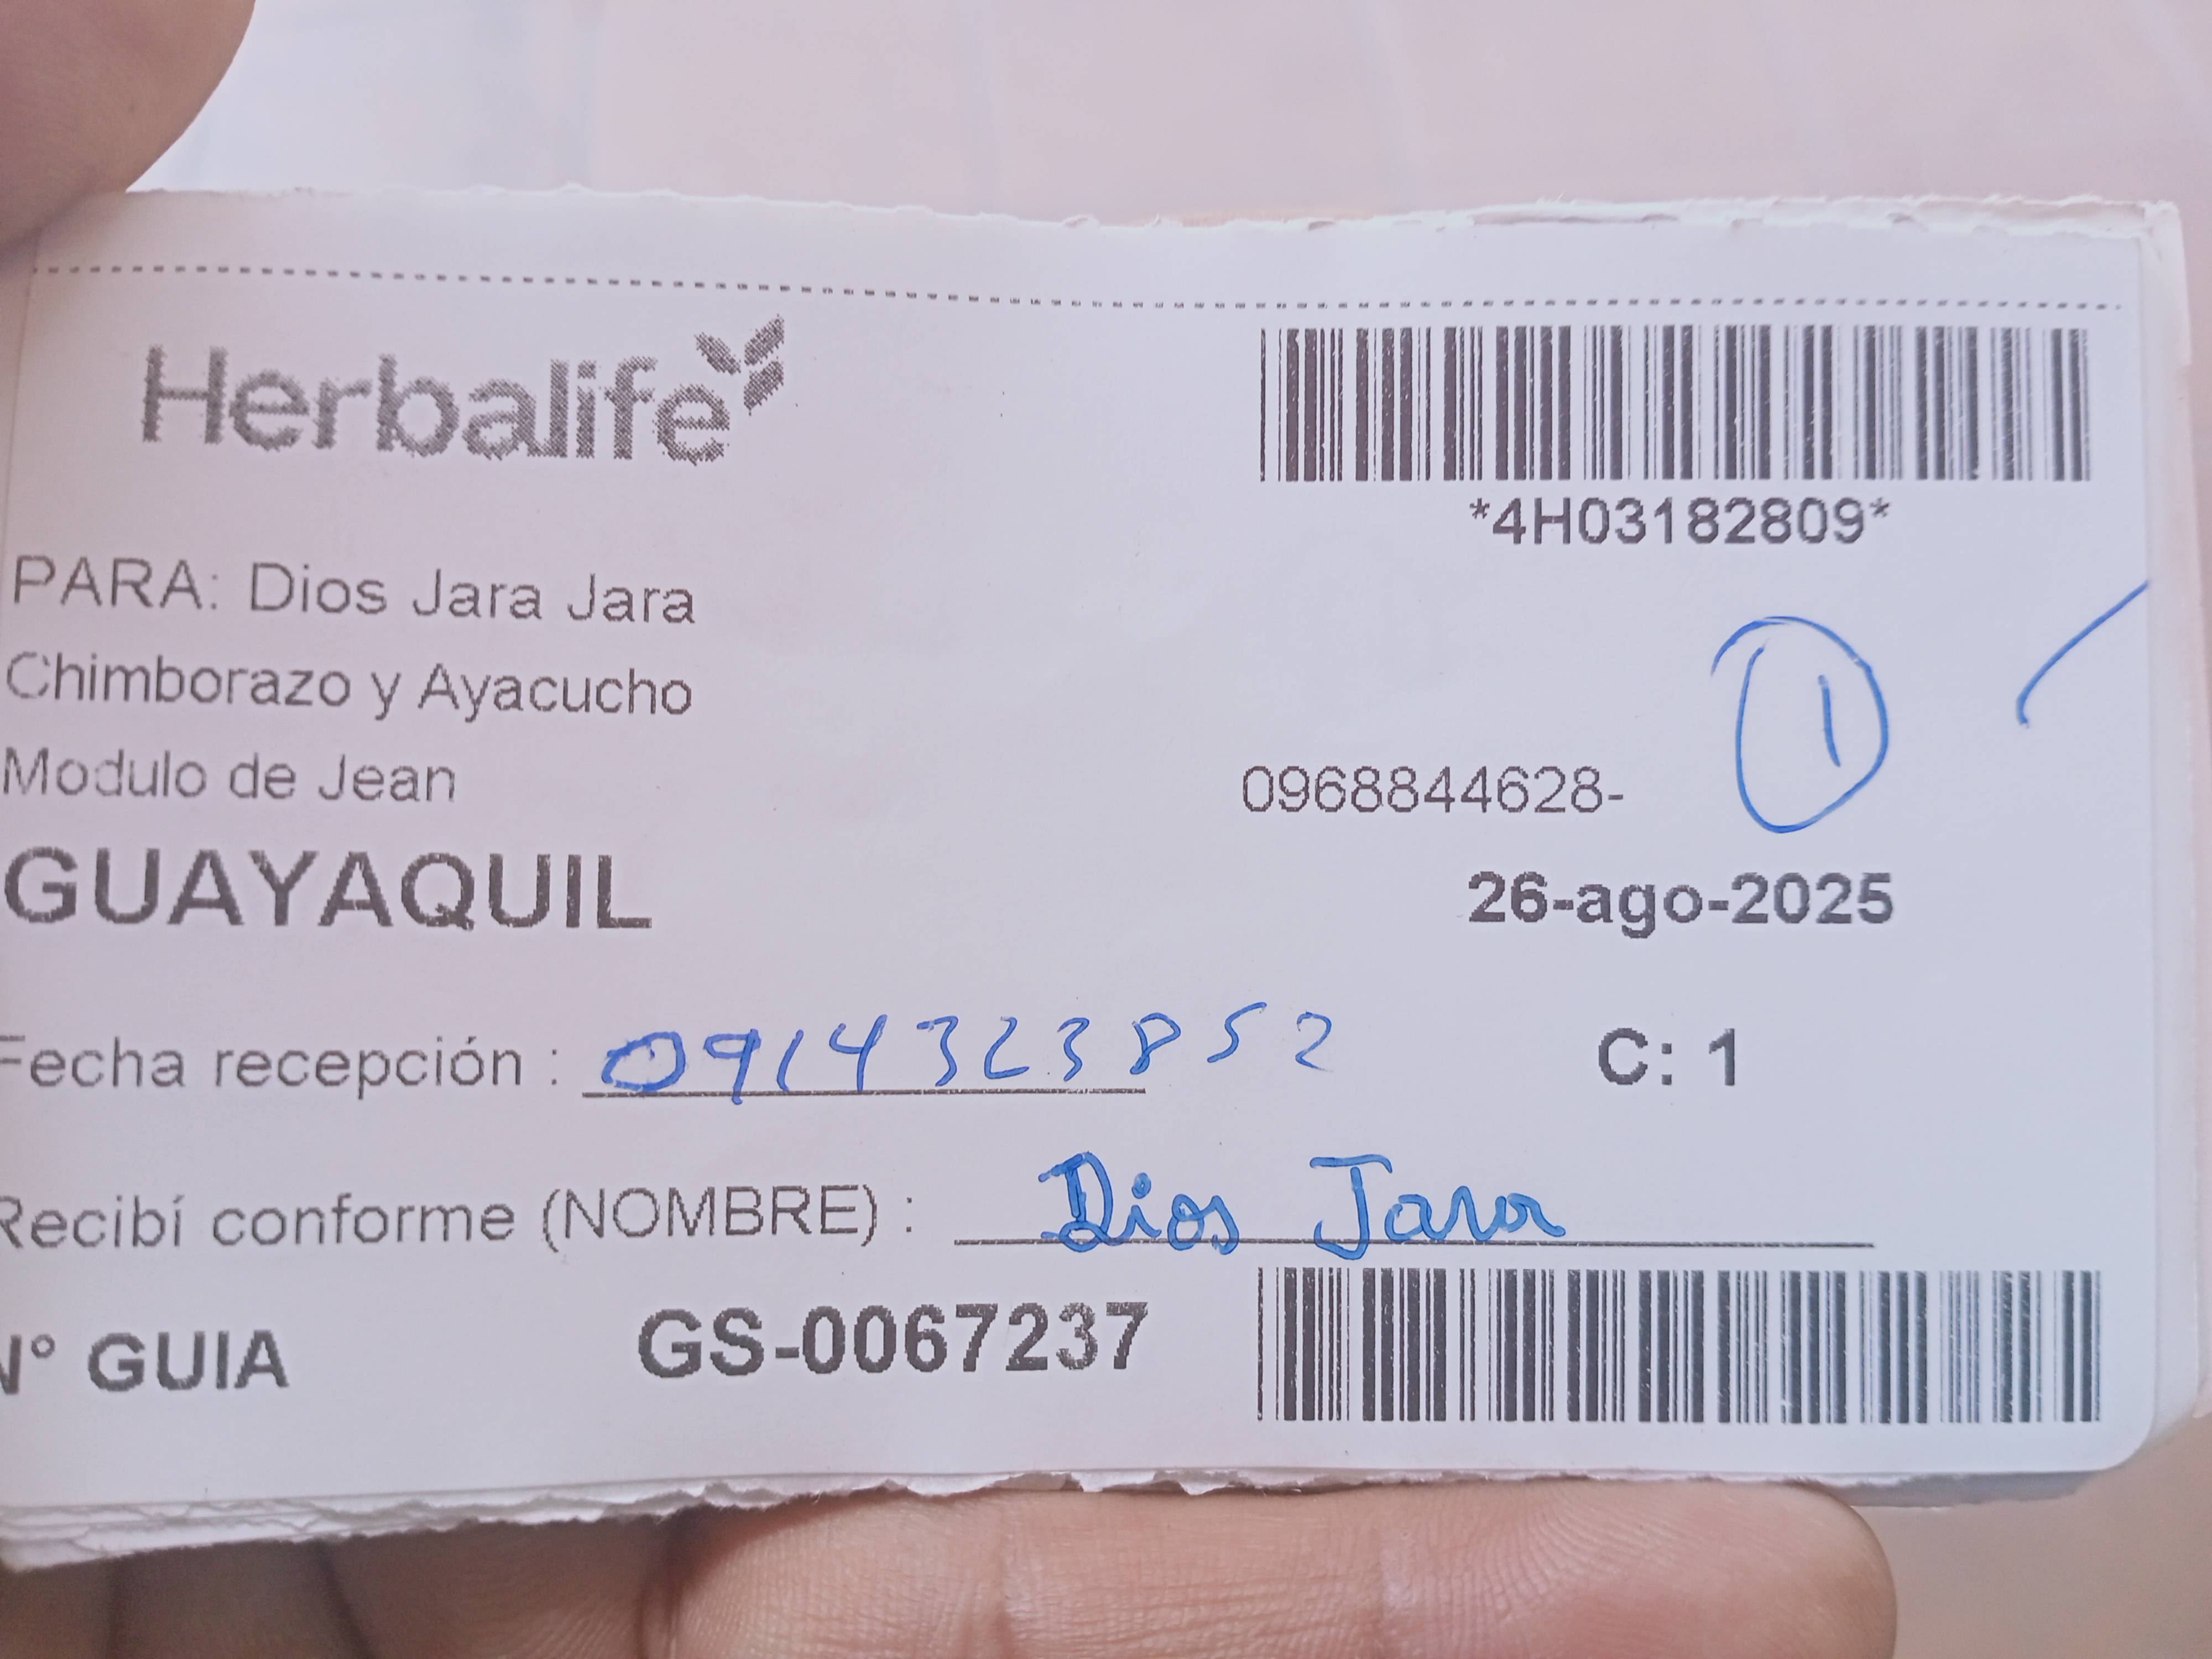 Herbalife
*4H03182809*
PARA: Dios Jara Jara
Chimborazo y Ayacucho
1
Modulo de Jean
0968844628-
GUAYAQUIL
26-ago-2025
Fecha recepción : 0914323852
C: 1
Recibí conforme (NOMBRE) : Dios Jara
N° GUIA GS-0067237